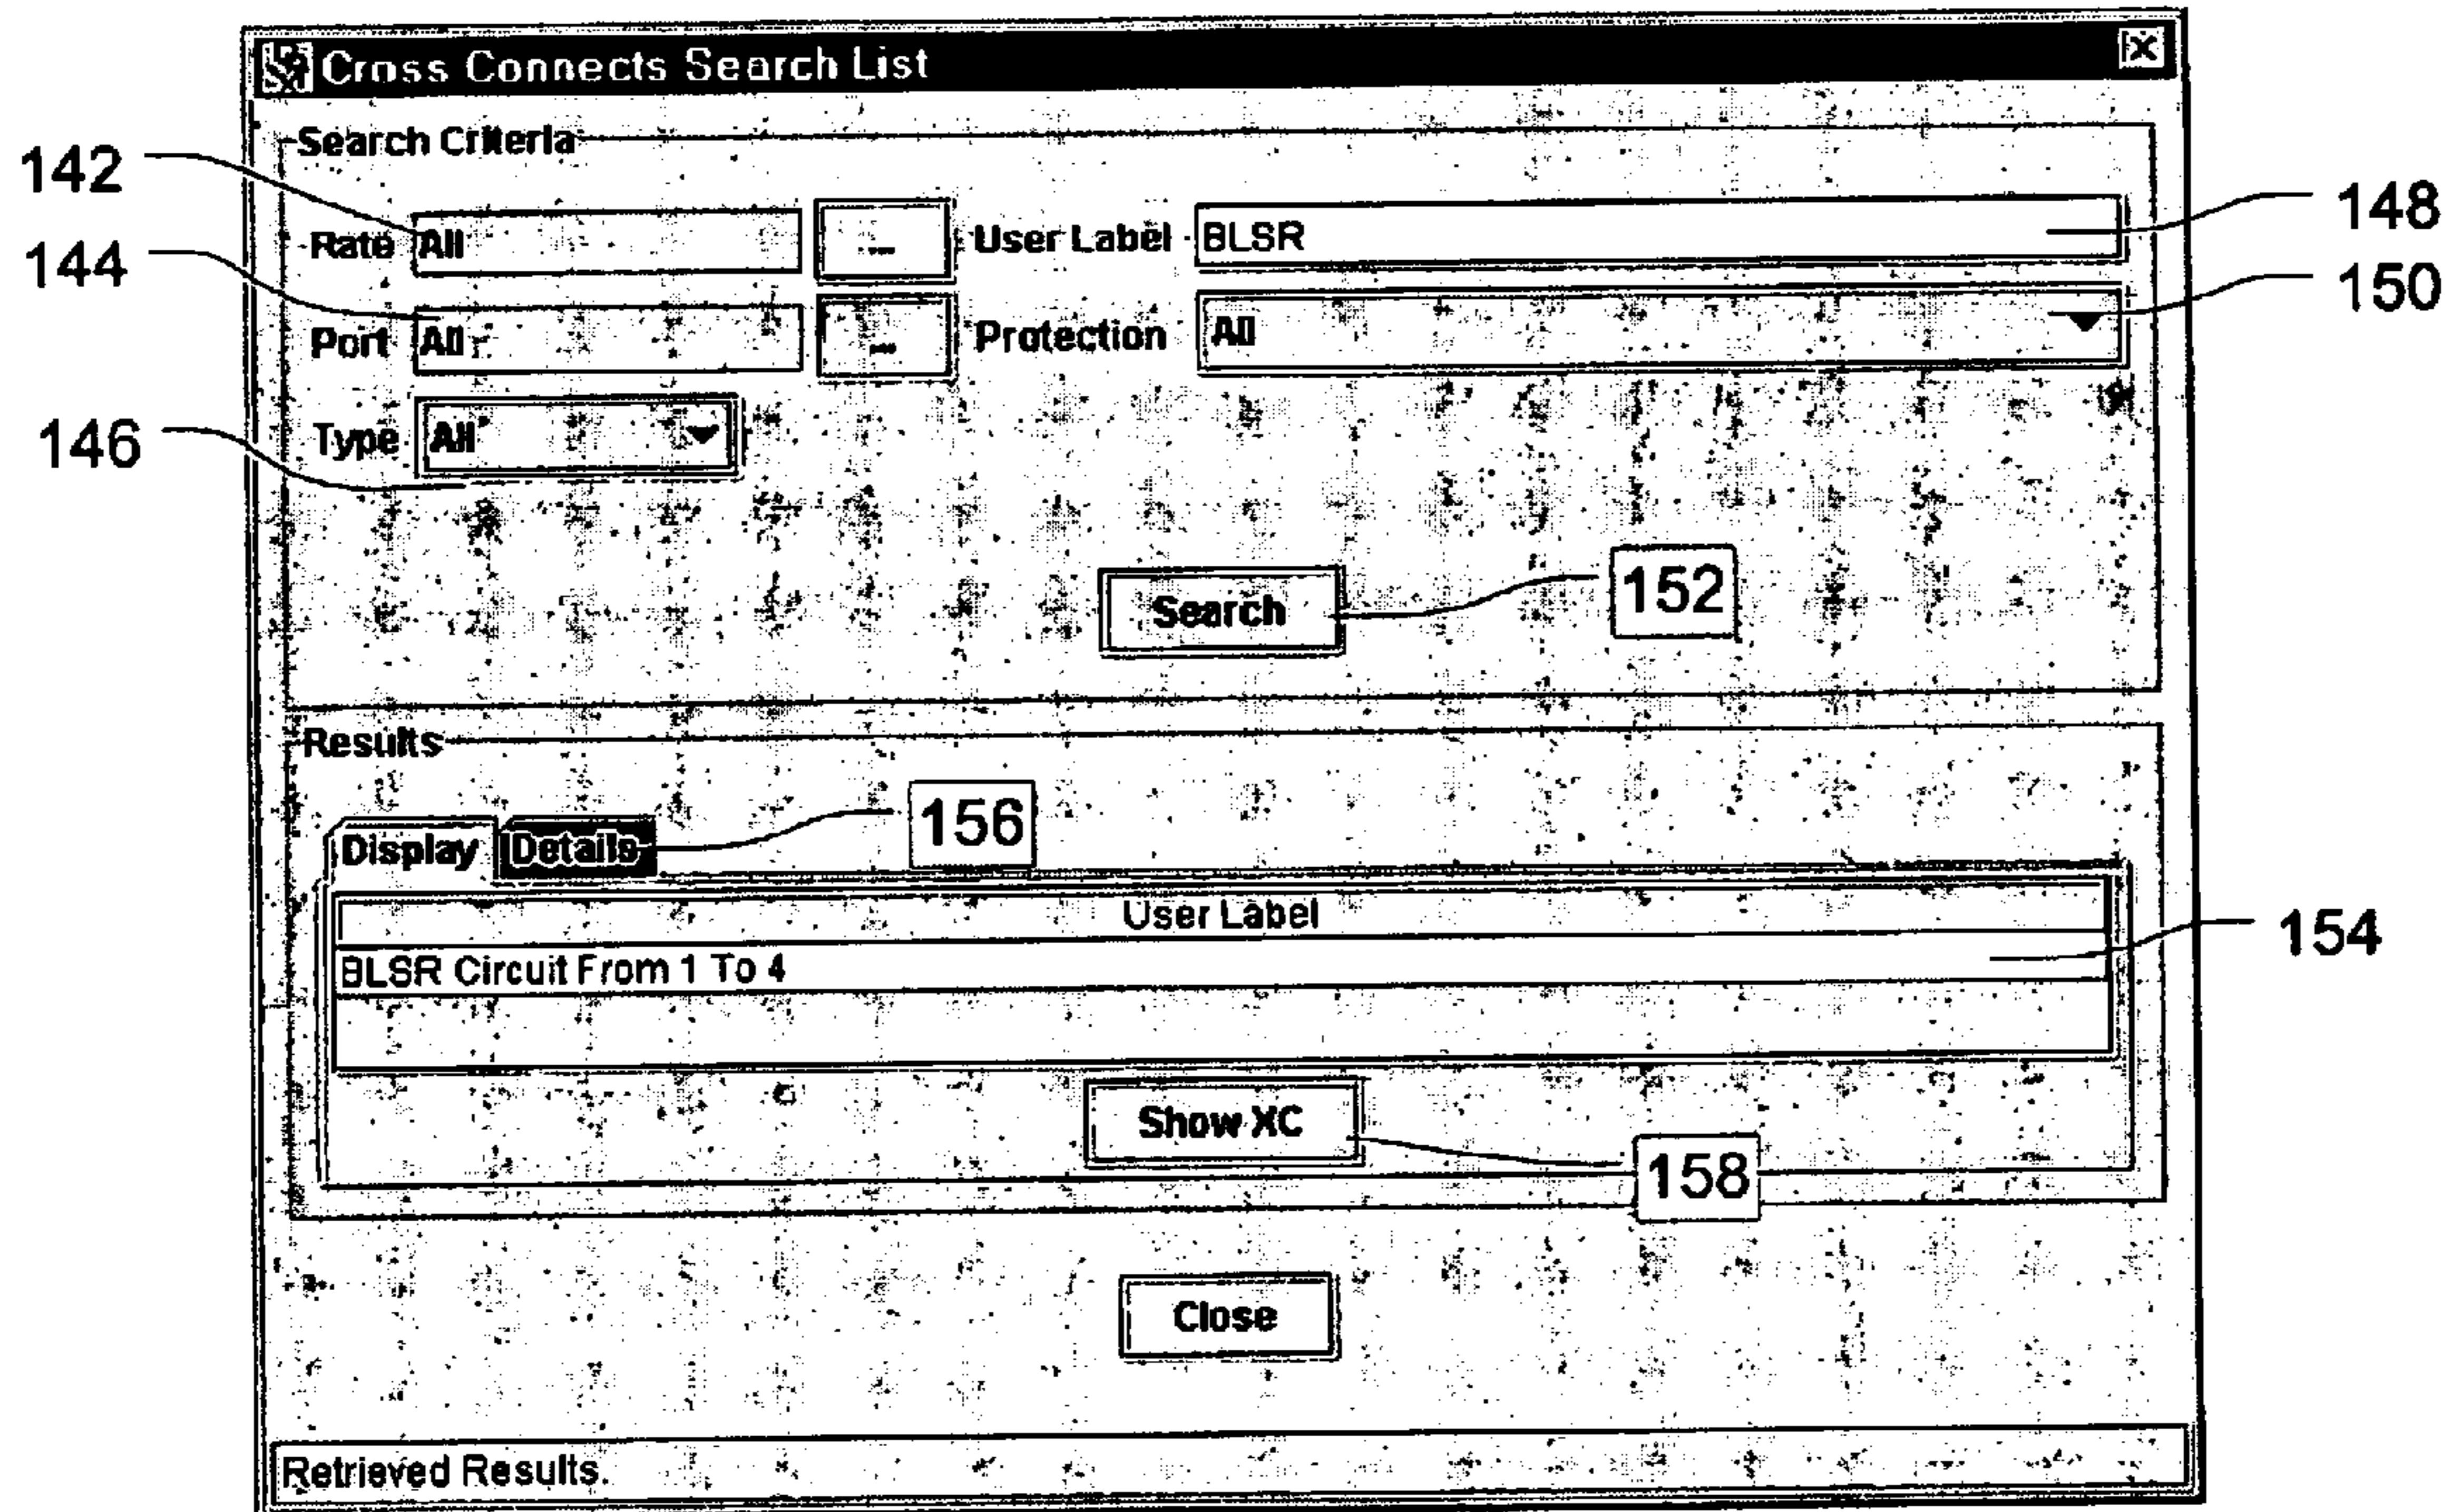 Cross Connects Search List
Search Criteria
142
Rate All ... User Label BLSR 148
144
Port All ... Protection All 150
146
Type All
Search 152
Results
Display Details 156
User Label
BLSR Circuit From 1 To 4 154
Show XC 158
Close
Retrieved Results.